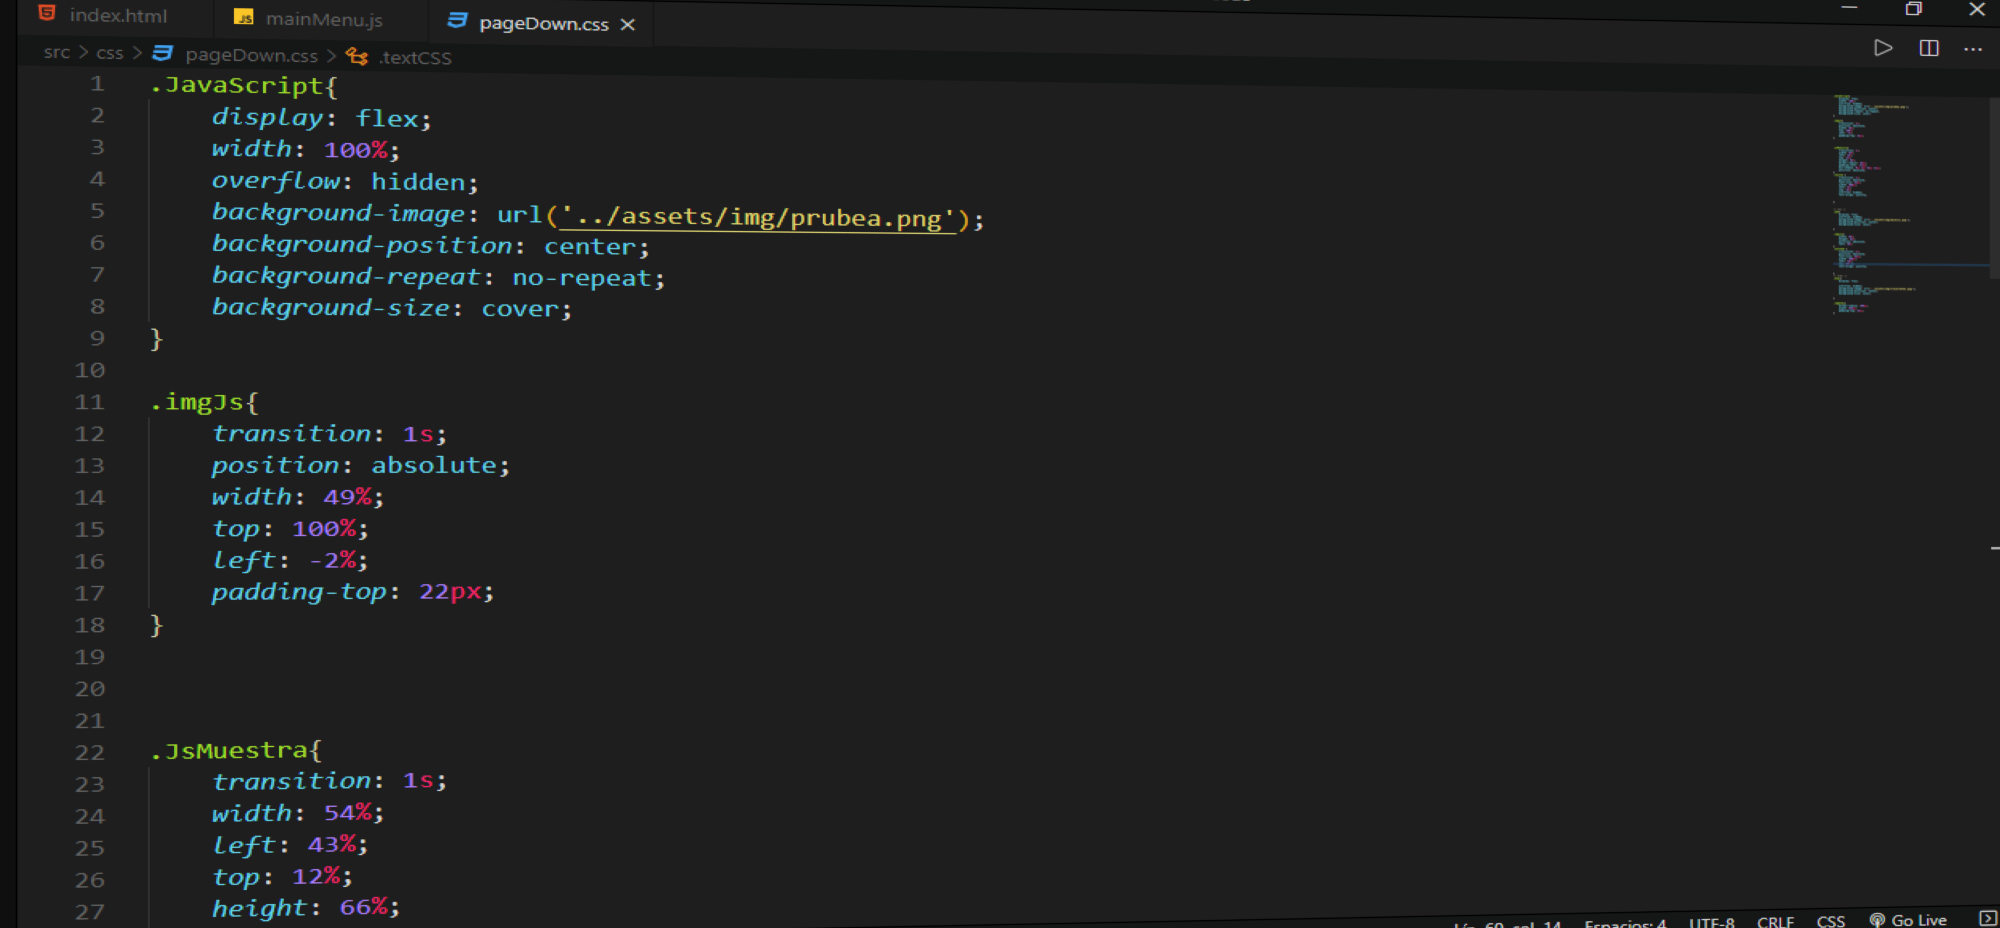 index.html
mainMenu.js
pageDown.css
src > css > pageDown.css > .textCSS
1 .JavaScript{
2 display: flex;
3 width: 100%;
4 overflow: hidden;
5 background-image: url('../assets/img/prubea.png');
6 background-position: center;
7 background-repeat: no-repeat;
8 background-size: cover;
9 }
10
11 .imgJs{
12 transition: 1s;
13 position: absolute;
14 width: 49%;
15 top: 100%;
16 left: -2%;
17 padding-top: 22px;
18 }
19
20
21
22 .JsMuestra{
23 transition: 1s;
24 width: 54%;
25 left: 43%;
26 top: 12%;
27 height: 66%;
Espacios: 4 UTF-8 CRLF CSS Go Live